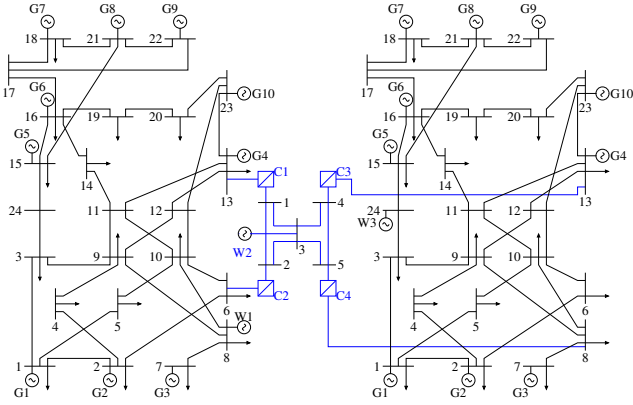 G7 G8 G9 G7 G8 G9
18 21 22 18 21 22
17 G6 23 G10 17 G6 23 G10
16 19 20 16 19 20
G5 G4 G5 G4
15 14 13 C1 C3 15 14 13
24 11 12 1 4 24 11 12
W3
W2 3
3 9 10 2 5 3 9 10
C2 C4
4 5 6 W1 4 5 6
8 8
1 2 7 1 2 7
G1 G2 G3 G1 G2 G3